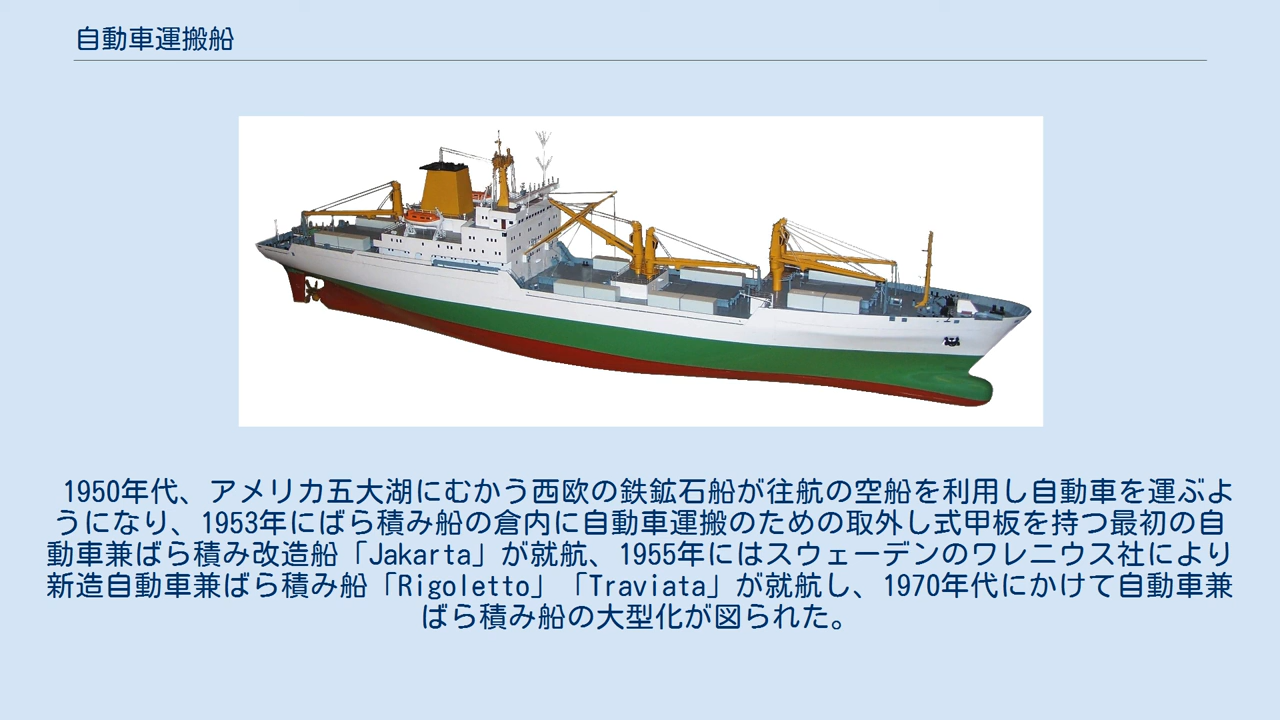 自動車運搬船
1950年代、アメリカ五大湖にむかう西欧の鉄鉱石船が往航の空船を利用し自動車を運ぶよ
うになり、1953年にばら積み船の倉内に自動車運搬のための取外し式甲板を持つ最初の自
動車兼ばら積み改造船「Jakarta」が就航、1955年にはスウェーデンのワレニウス社により
新造自動車兼ばら積み船「Rigoletto」「Traviata」が就航し、1970年代にかけて自動車兼
ばら積み船の大型化が図られた。